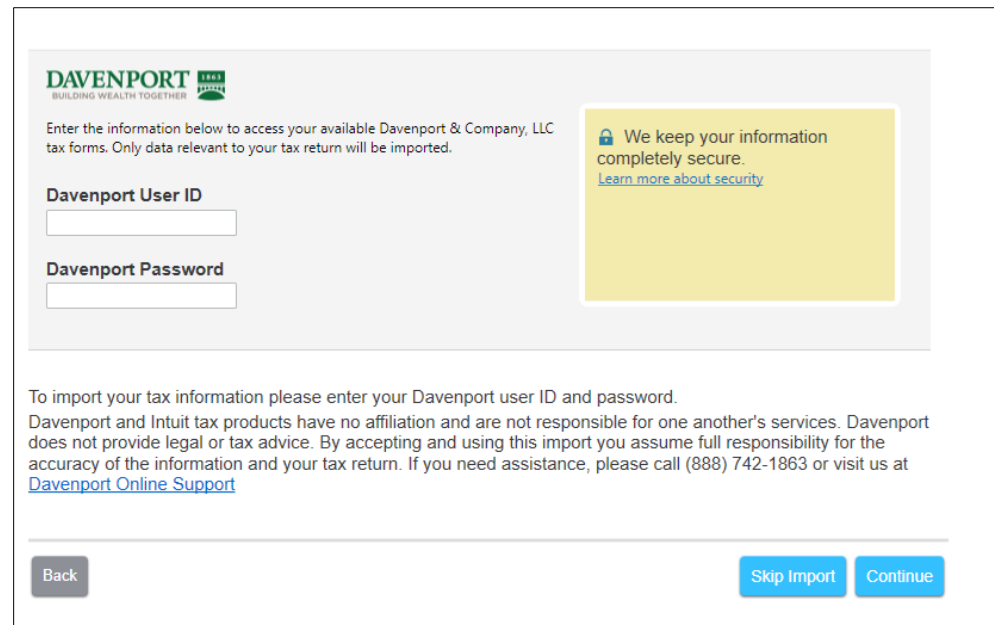 DAVENPORT
1863
BUILDING WEALTH TOGETHER
Enter the information below to access your available Davenport & Company, LLC
tax forms. Only data relevant to your tax return will be imported.
Davenport User ID
Davenport Password
We keep your information
completely secure.
Learn more about security
To import your tax information please enter your Davenport user ID and password.
Davenport and Intuit tax products have no affiliation and are not responsible for one another's services. Davenport
does not provide legal or tax advice. By accepting and using this import you assume full responsibility for the
accuracy of the information and your tax return. If you need assistance, please call (888) 742-1863 or visit us at
Davenport Online Support
Back
Skip Import
Continue